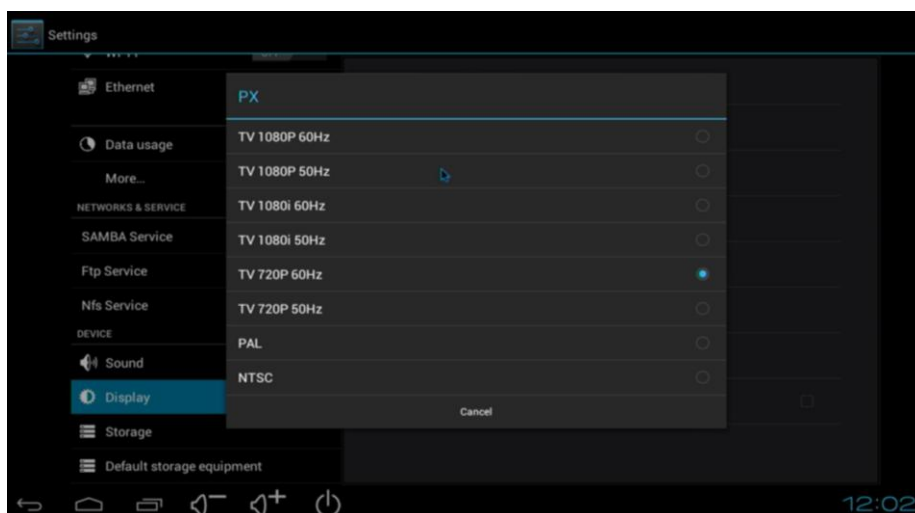 Settings
Ethernet
Data usage
More...
NETWORKS & SERVICE
SAMBA Service
Ftp Service
Nfs Service
DEVICE
Sound
Display
Storage
Default storage equipment
PX
TV 1080P 60Hz
TV 1080P 50Hz
TV 1080i 60Hz
TV 1080i 50Hz
TV 720P 60Hz
TV 720P 50Hz
PAL
NTSC
Cancel
12:02